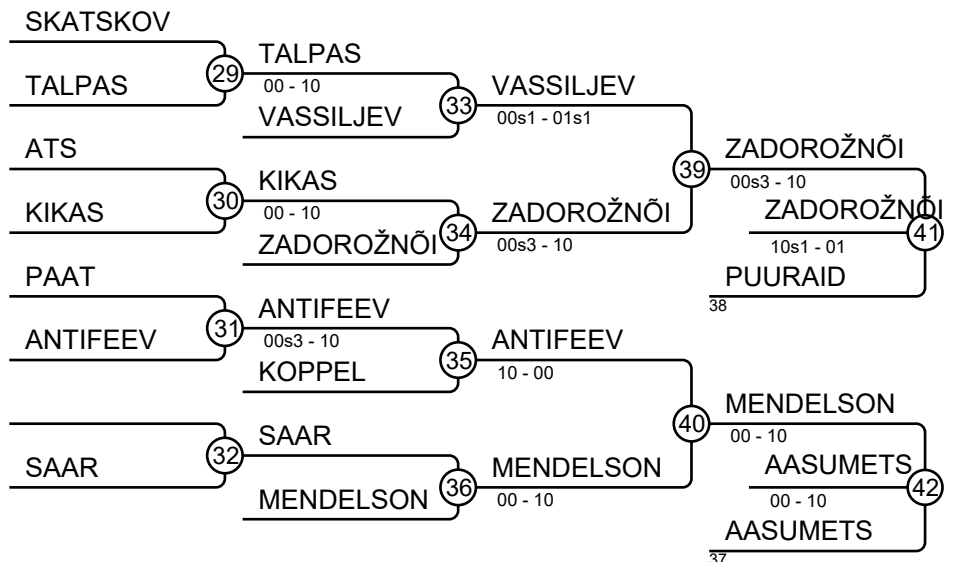 SKATSKOV
29
TALPAS
TALPAS
00 - 10
33
VASSILJEV
VASSILJEV
00s1 - 01s1
ATS
30
KIKAS
KIKAS
00 - 10
34
ZADOROŽNÕI
ZADOROŽNÕI
00s3 - 10
39
ZADOROŽNÕI
00s3 - 10
ZADOROŽNÕI
10s1 - 01
41
PUURAID
38
PAAT
31
ANTIFEEV
ANTIFEEV
00s3 - 10
35
KOPPEL
ANTIFEEV
10 - 00
32
SAAR
SAAR
36
MENDELSON
MENDELSON
00 - 10
40
MENDELSON
00 - 10
AASUMETS
00 - 10
42
AASUMETS
37